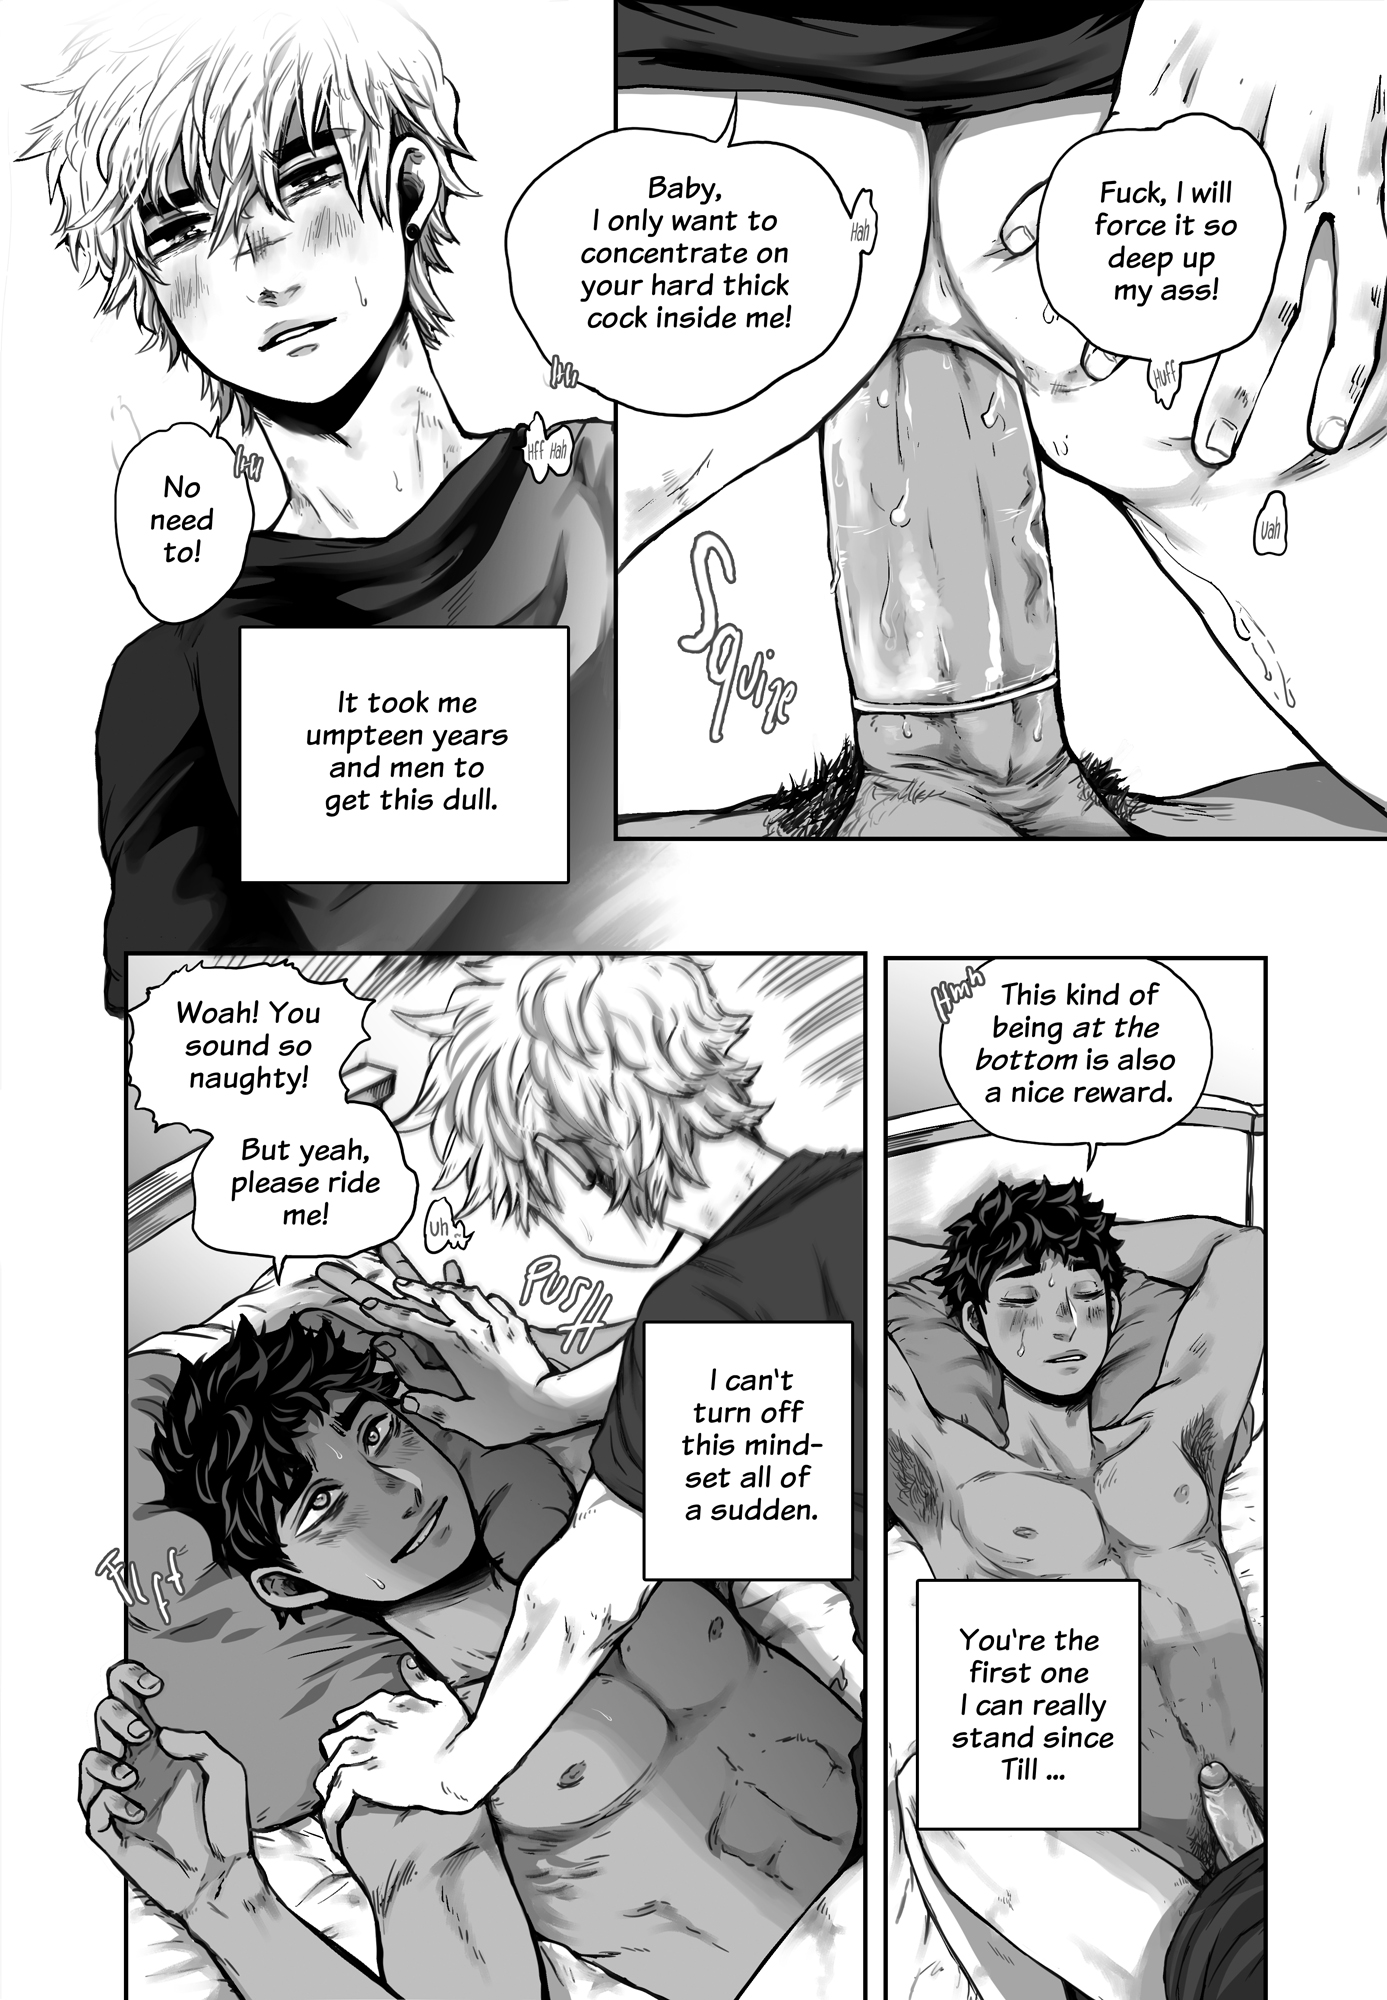 No
need
to!
Hff Hah
It took me
umpteen years
and men to
get this dull.
Baby,
I only want to
concentrate on
your hard thick
cock inside me!
Hah
Fuck, I will
force it so
deep up
my ass!
Huff
Uah
Squize
Woah! You
sound so
naughty!
But yeah,
please ride
me!
Uh
PUSH
I can't
turn off
this mind-
set all of
a sudden.
Flff
Hmh
This kind of
being at the
bottom is also
a nice reward.
You're the
first one
I can really
stand since
Till ...